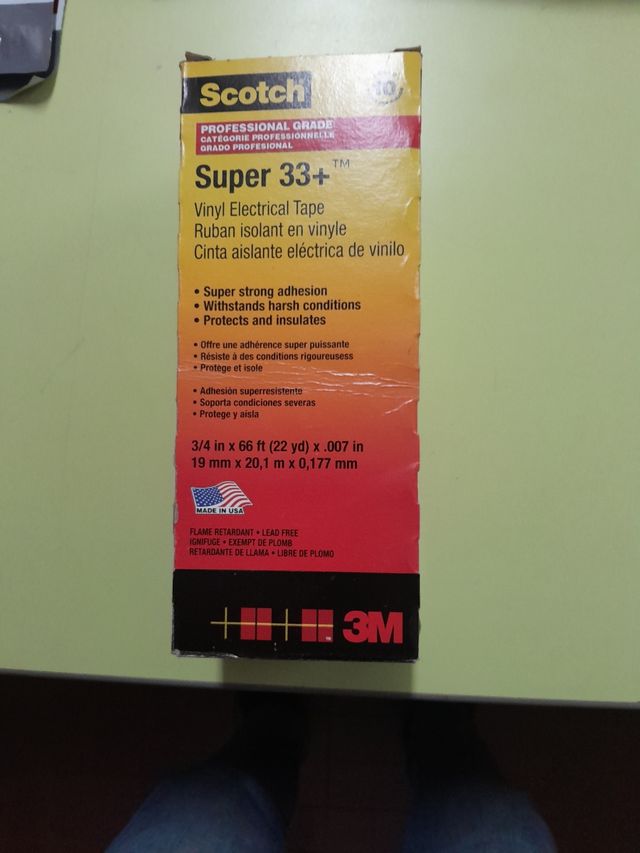 Scotch
10
PROFESSIONAL GRADE
CATÉGORIE PROFESSIONNELLE
GRADO PROFESIONAL
Super 33+™
Vinyl Electrical Tape
Ruban isolant en vinyle
Cinta aislante eléctrica de vinilo
• Super strong adhesion
• Withstands harsh conditions
• Protects and insulates
• Offre une adhérence super puissante
• Résiste à des conditions rigoureusess
• Protège et isole
• Adhesión superresistente
• Soporta condiciones severas
• Protege y aísla
3/4 in x 66 ft (22 yd) x .007 in
19 mm x 20,1 m x 0,177 mm
MADE IN USA
FLAME RETARDANT • LEAD FREE
IGNIFUGE • EXEMPT DE PLOMB
RETARDANTE DE LLAMA • LIBRE DE PLOMO
3M